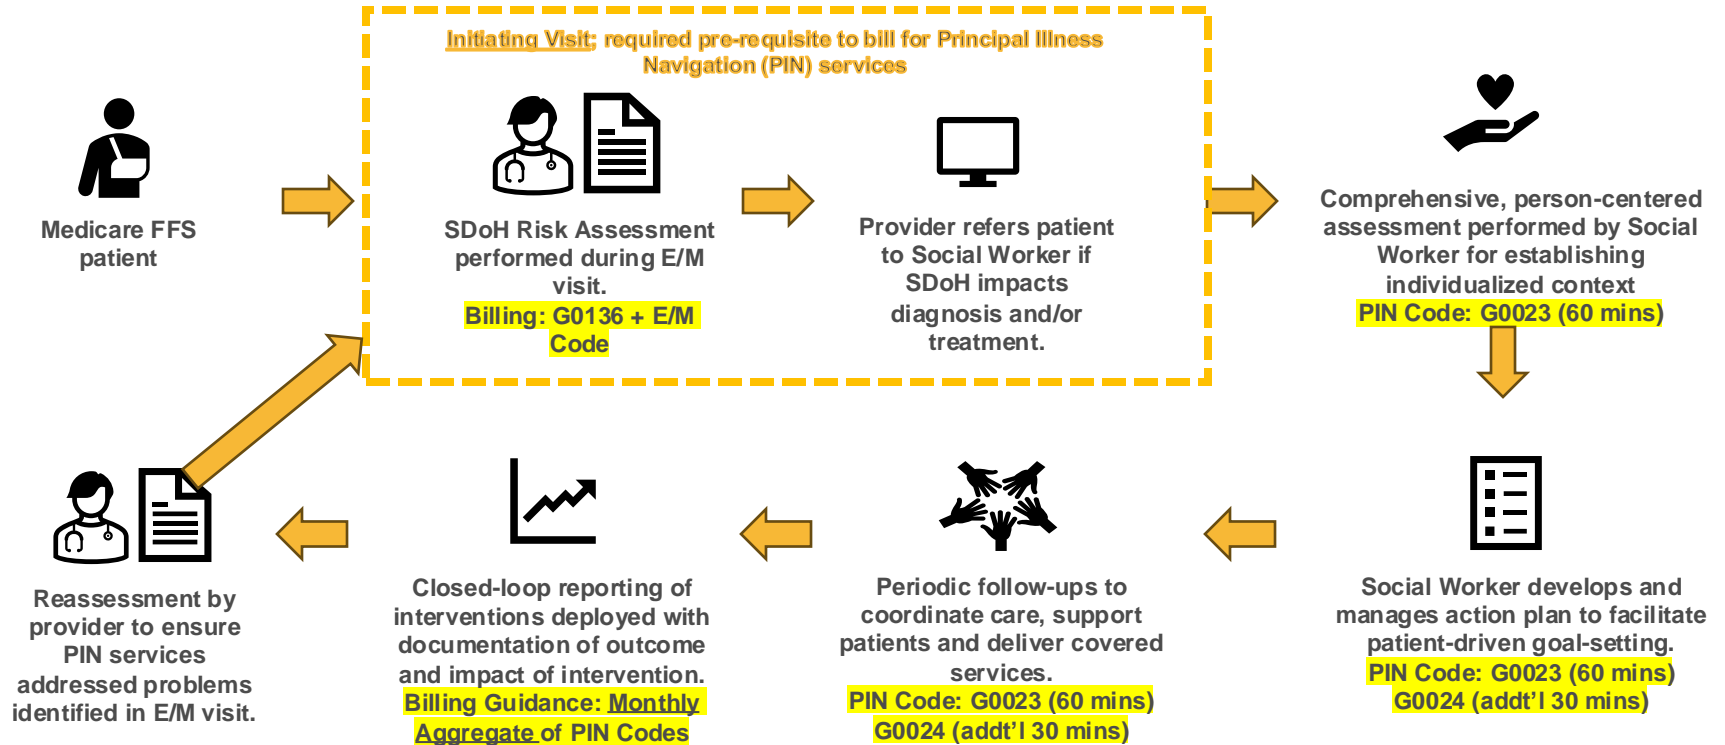 Initiating Visit; required pre-requisite to bill for Principal Illness
Navigation (PIN) services
Medicare FFS
patient
SDoH Risk Assessment
performed during E/M
visit.
Billing: G0136 + E/M
Code
Provider refers patient
to Social Worker if
SDoH impacts
diagnosis and/or
treatment.
Comprehensive, person-centered
assessment performed by Social
Worker for establishing
individualized context
PIN Code: G0023 (60 mins)
Social Worker develops and
manages action plan to facilitate
patient-driven goal-setting.
PIN Code: G0023 (60 mins)
G0024 (addt'l 30 mins)
Periodic follow-ups to
coordinate care, support
patients and deliver covered
services.
PIN Code: G0023 (60 mins)
G0024 (addt'l 30 mins)
Closed-loop reporting of
interventions deployed with
documentation of outcome
and impact of intervention.
Billing Guidance: Monthly
Aggregate of PIN Codes
Reassessment by
provider to ensure
PIN services
addressed problems
identified in E/M visit.